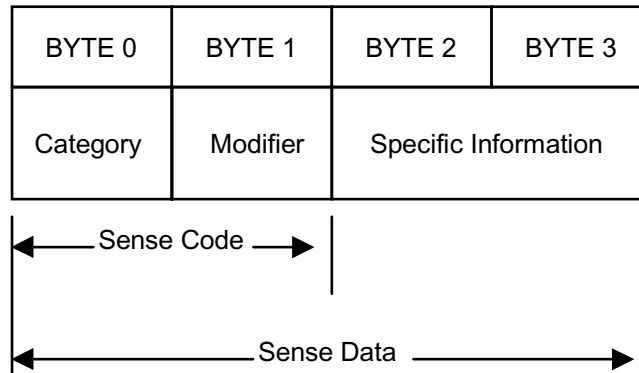 BYTE 0 BYTE 1 BYTE 2 BYTE 3
Category Modifier Specific Information
Sense Code
Sense Data